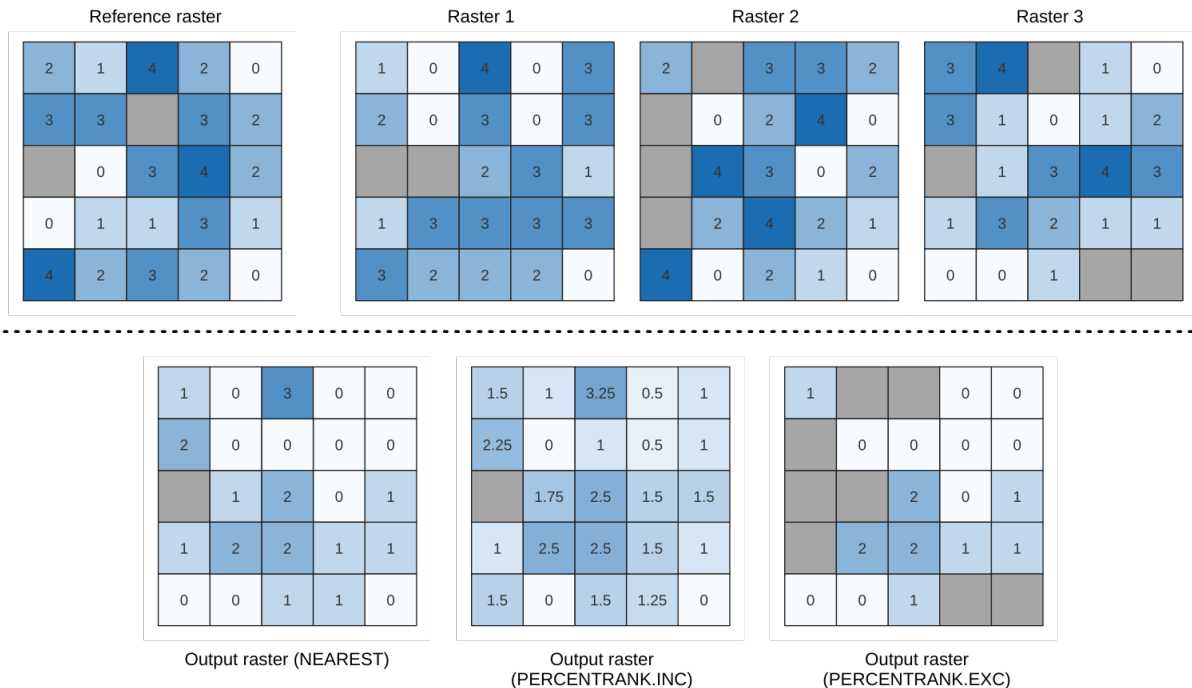 Reference raster
Raster 1
Raster 2
Raster 3
2 1 4 2 0
1 0 4 0 3
2 3 3 2
3 4 1 0
3 3 3 2
2 0 3 0 3
0 2 4 0
3 1 0 1 2
0 3 4 2
2 3 1
4 3 0 2
1 3 4 3
0 1 1 3 1
1 3 3 3 3
2 4 2 1
1 3 2 1 1
4 2 3 2 0
3 2 2 2 0
4 0 2 1 0
0 0 1
1 0 3 0 0
1.5 1 3.25 0.5 1
1 0 0
2 0 0 0 0
2.25 0 1 0.5 1
0 0 0 0
1 2 0 1
1.75 2.5 1.5 1.5
2 0 1
1 2 2 1 1
1 2.5 2.5 1.5 1
2 2 1 1
0 0 1 1 0
1.5 0 1.5 1.25 0
0 0 1
Output raster (NEAREST)
Output raster
(PERCENTRANK.INC)
Output raster
(PERCENTRANK.EXC)